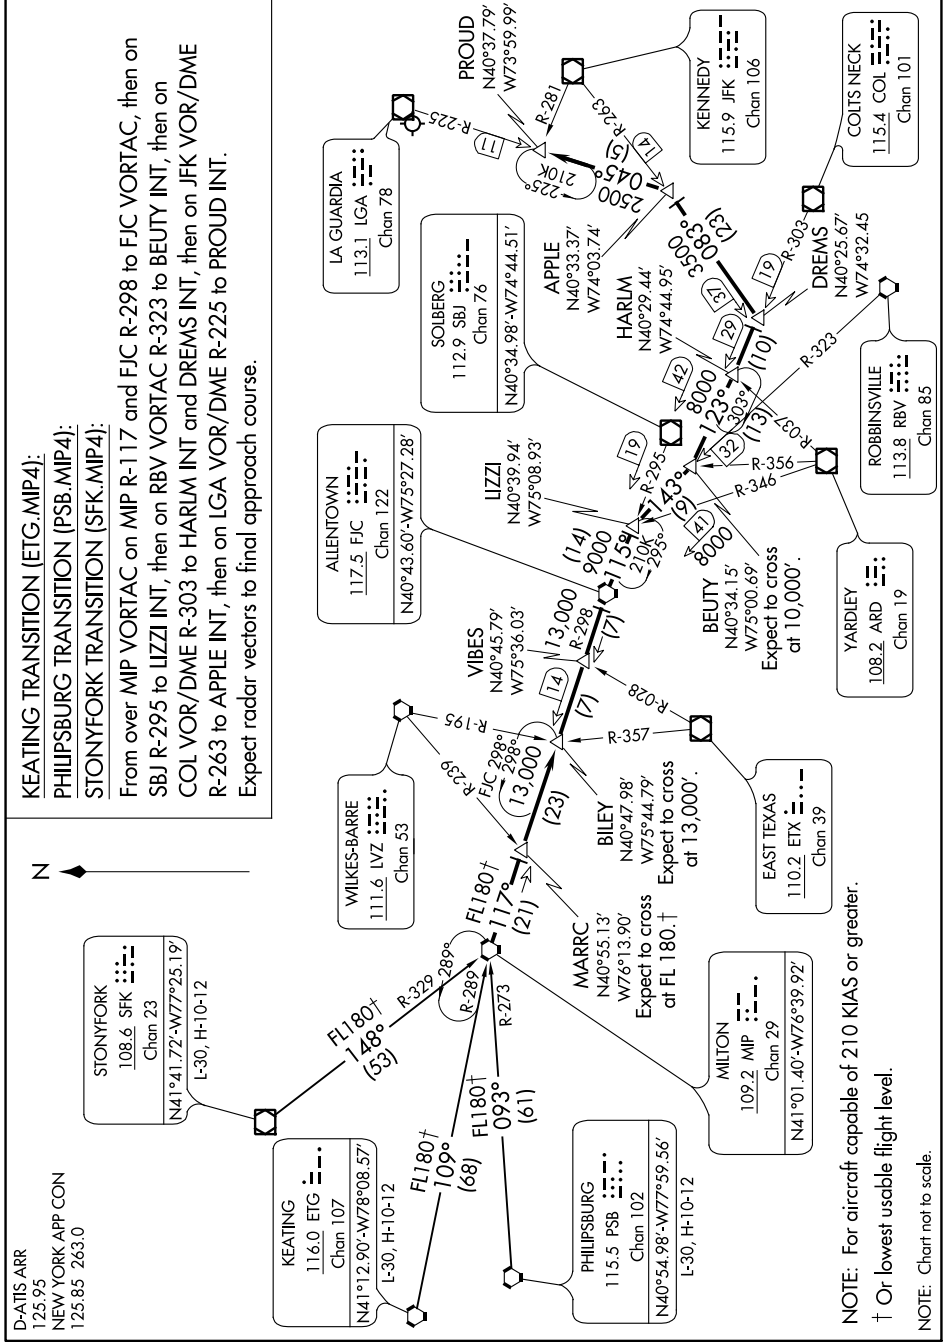 D-ATIS ARR
125.95
NEW YORK APP CON
125.85 263.0
KEATING TRANSITION (ETG.MIP4):
PHILIPSBURG TRANSITION (PSB.MIP4):
STONYFORK TRANSITION (SFK.MIP4):
From over MIP VORTAC on MIP R-117 and FJC R-298 to FJC VORTAC, then on
SBJ R-295 to LIZZI INT, then on RBV VORTAC R-323 to BEUTY INT, then on
COL VOR/DME R-303 to HARLM INT and DREMS INT, then on JFK VOR/DME
R-263 to APPLE INT, then on LGA VOR/DME R-225 to PROUD INT.
Expect radar vectors to final approach course.
N
STONYFORK
108.6 SFK
Chan 23
N41°41.72'-W77°25.19'
L-30, H-10-12
KEATING
116.0 ETG
Chan 107
N41°12.90'-W78°08.57'
L-30, H-10-12
PHILIPSBURG
115.5 PSB
Chan 102
N40°54.98'-W77°59.56'
L-30, H-10-12
FL180†
148°
(53)
FL180†
109°
(68)
FL180†
093°
(61)
R-329
R-289
289°
R-273
MILTON
109.2 MIP
Chan 29
N41°01.40'-W76°39.92'
FL180†
117°
(21)
MARRC
N40°55.13'
W76°13.90'
Expect to cross
at FL 180.†
WILKES-BARRE
111.6 LVZ
Chan 53
R-239
R-195
FJC 298°
298°
13,000
(23)
BILEY
N40°47.98'
W75°44.79'
Expect to cross
at 13,000'.
EAST TEXAS
110.2 ETX
Chan 39
R-357
R-028
14
(7)
VIBES
N40°45.79'
W75°36.03'
13,000
R-298
(7)
ALLENTOWN
117.5 FJC
Chan 122
N40°43.60'-W75°27.28'
(14)
9000
115°
210K
295°
LIZZI
N40°39.94'
W75°08.93'
19
R-295
143°
(9)
41
8000
BEUTY
N40°34.15'
W75°00.69'
Expect to cross
at 10,000'.
SOLBERG
112.9 SBJ
Chan 76
N40°34.98'-W74°44.51'
42
8000
123°
(13)
32
303°
R-346
R-356
R-037
YARDLEY
108.2 ARD
Chan 19
HARLM
N40°29.44'
W74°44.95'
29
(10)
R-323
ROBBINSVILLE
113.8 RBV
Chan 85
DREMS
N40°25.67'
W74°32.45
37
19
R-303
COLTS NECK
115.4 COL
Chan 101
3500
083°
(23)
APPLE
N40°33.37'
W74°03.74'
14
R-263
KENNEDY
115.9 JFK
Chan 106
2500
045°
(5)
225°
210K
R-281
PROUD
N40°37.79'
W73°59.99'
11
R-225
LA GUARDIA
113.1 LGA
Chan 78
NOTE: For aircraft capable of 210 KIAS or greater.
† Or lowest usable flight level.
NOTE: Chart not to scale.